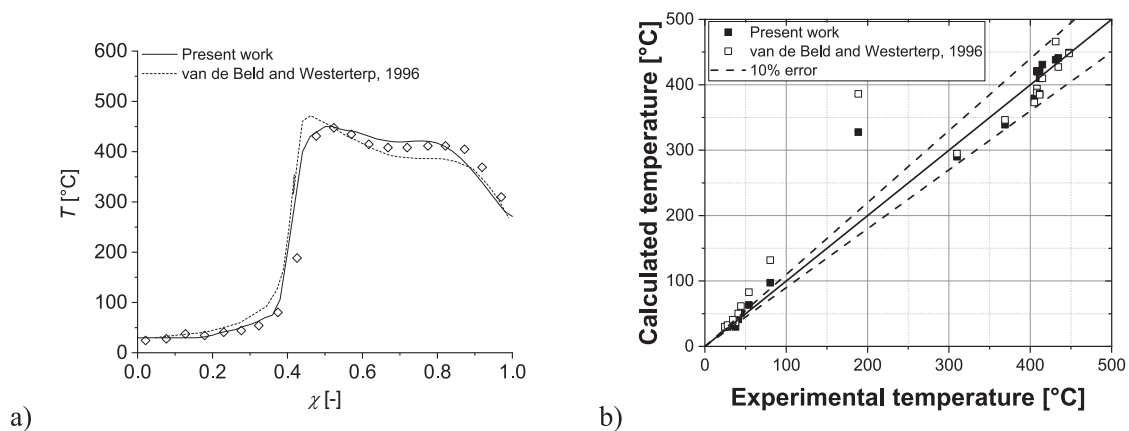 Present work
van de Beld and Westerterp, 1996
600
500
400
300
200
100
0
T [°C]
0.0 0.2 0.4 0.6 0.8 1.0
χ [-]
a)
Present work
van de Beld and Westerterp, 1996
10% error
500
400
300
200
100
0
Calculated temperature [°C]
0 100 200 300 400 500
Experimental temperature [°C]
b)